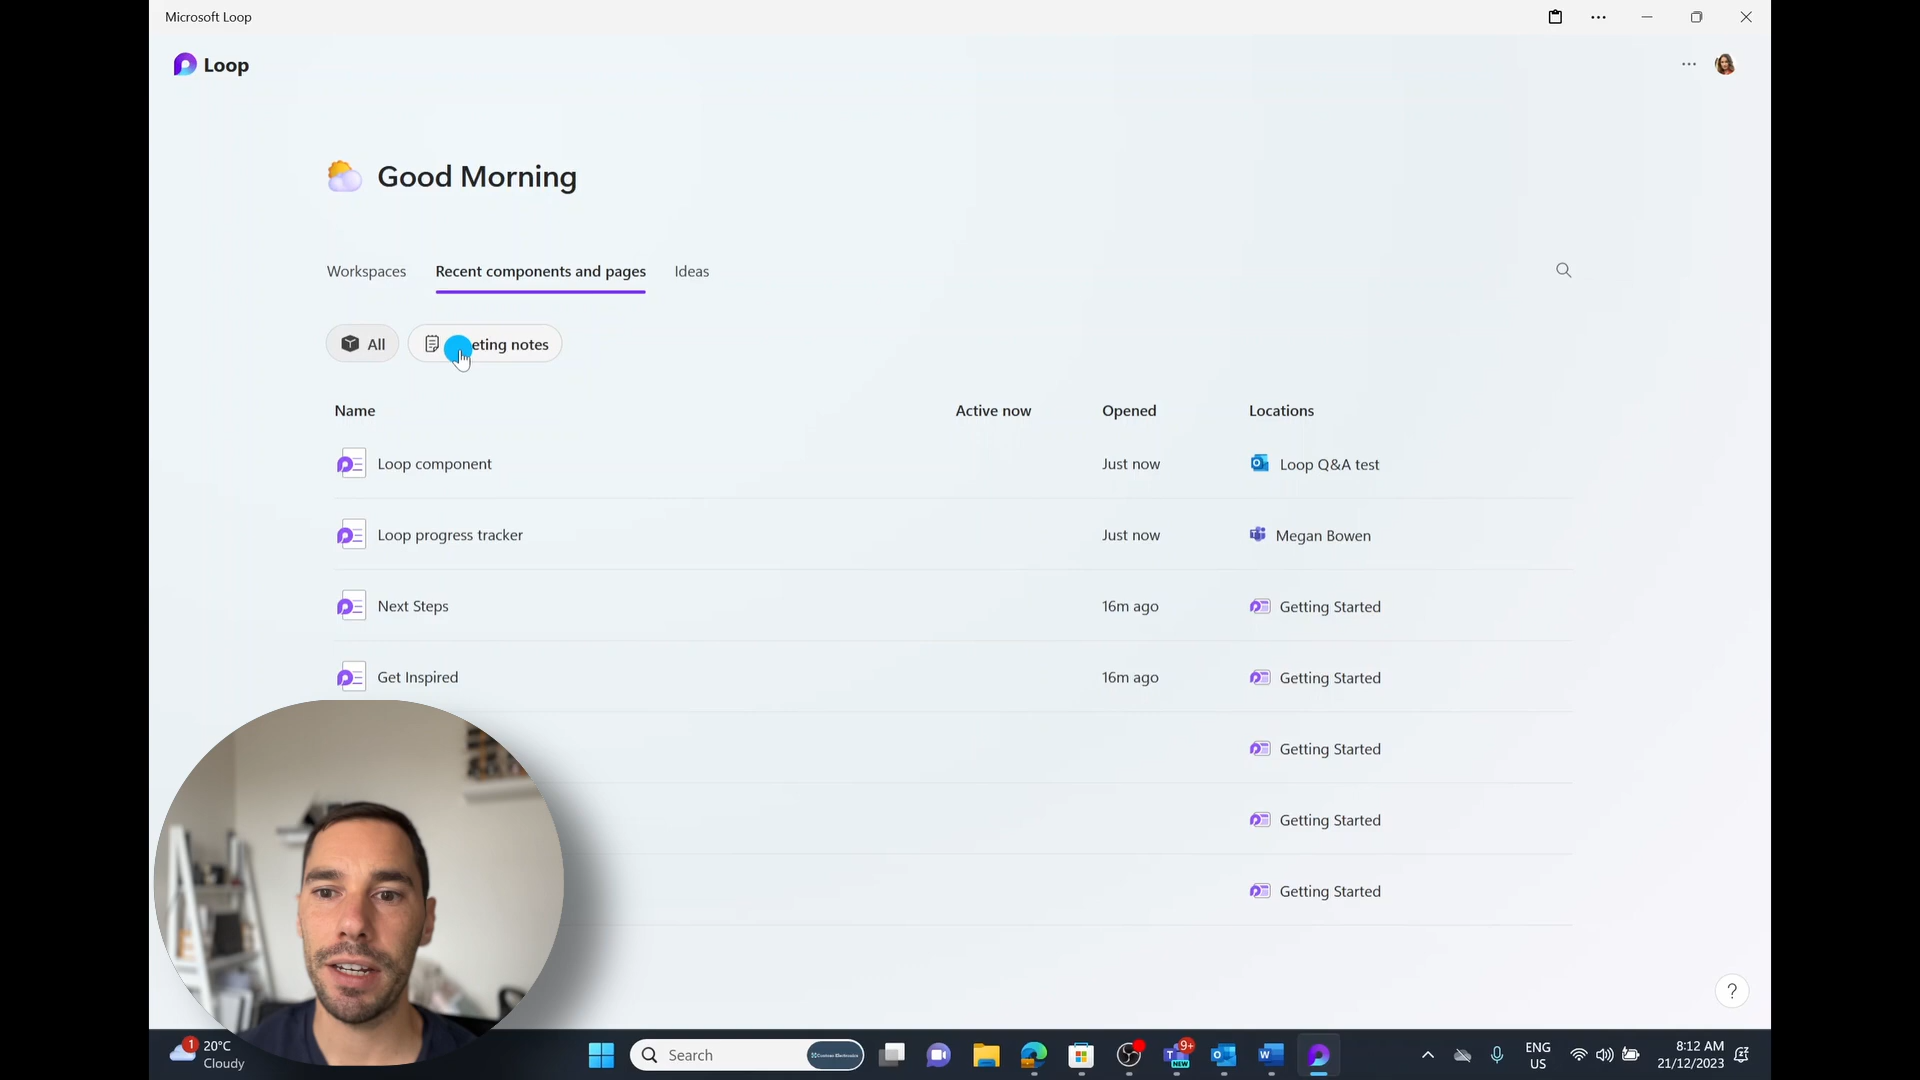 Microsoft Loop
Loop
Good Morning
Workspaces Recent components and pages Ideas
All eting notes
Name Active now Opened Locations
Loop component Just now Loop Q&A test
Loop progress tracker Just now Megan Bowen
Next Steps 16m ago Getting Started
Get Inspired 16m ago Getting Started
Getting Started
Getting Started
Getting Started
?
1 20°C
Cloudy
Search
9+
NEW
ENG
US
8:12 AM
21/12/2023